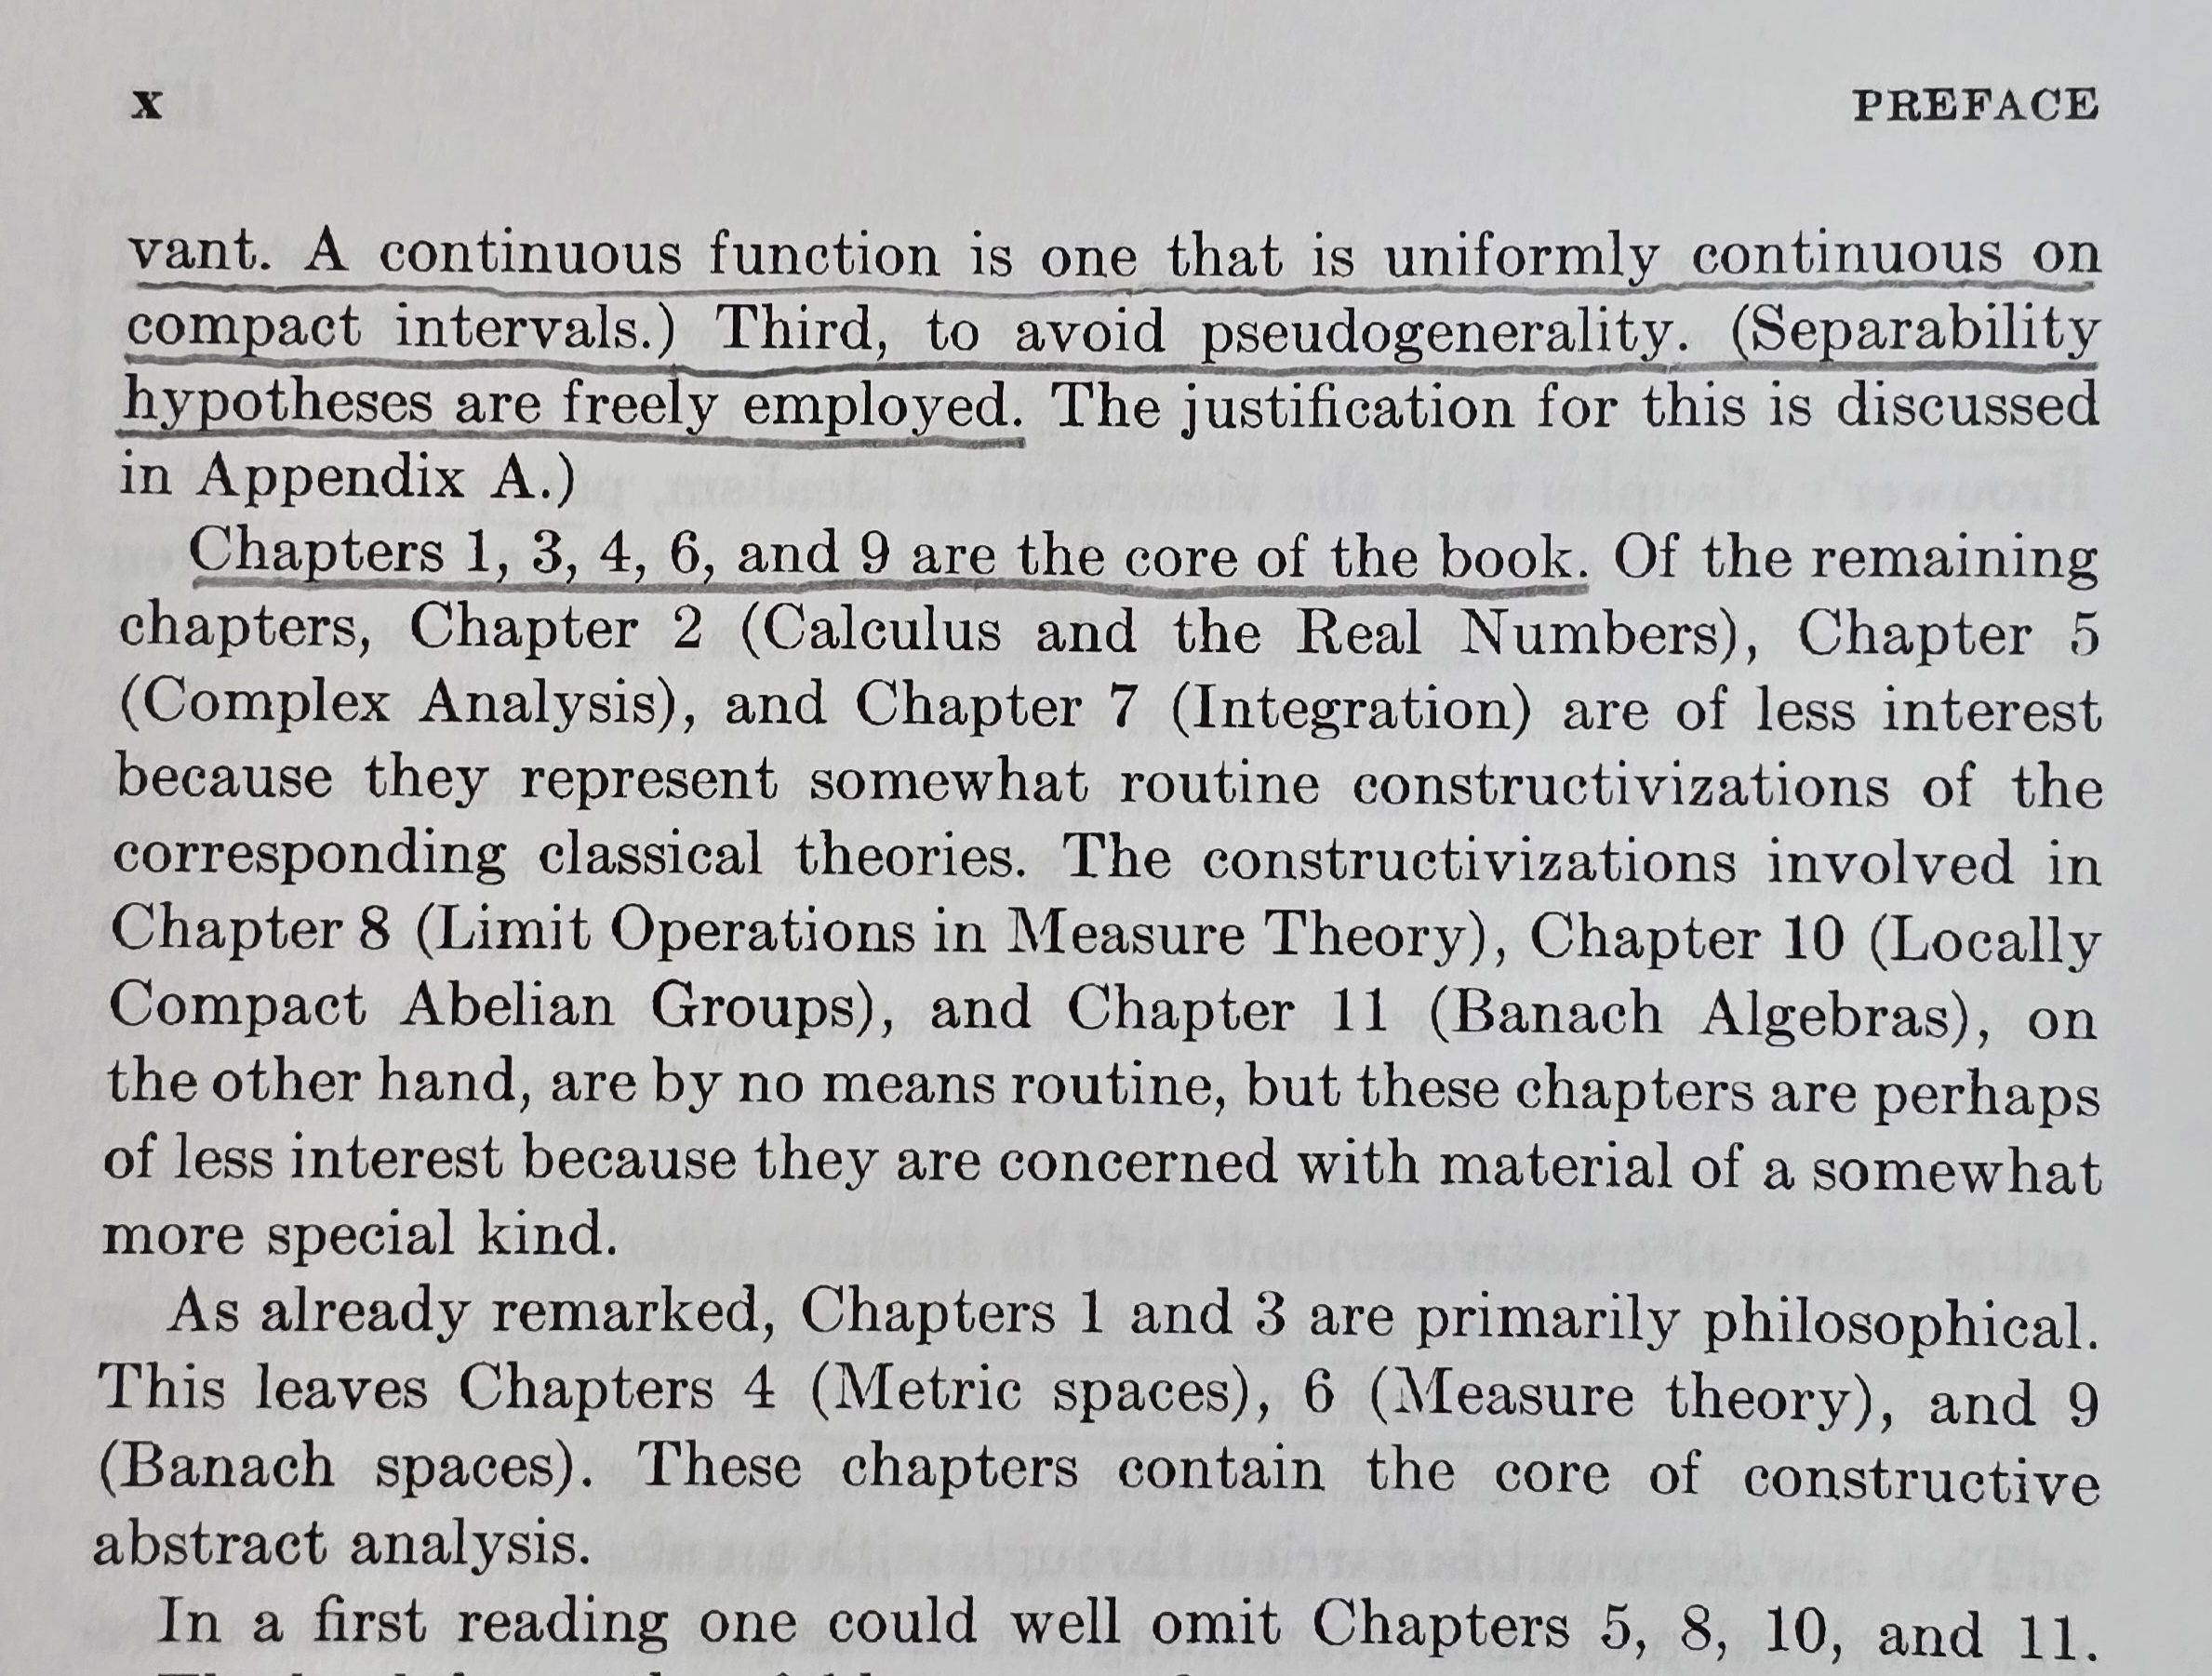 x PREFACE
vant. A continuous function is one that is uniformly continuous on
compact intervals.) Third, to avoid pseudogenerality. (Separability
hypotheses are freely employed. The justification for this is discussed
in Appendix A.)
Chapters 1, 3, 4, 6, and 9 are the core of the book. Of the remaining
chapters, Chapter 2 (Calculus and the Real Numbers), Chapter 5
(Complex Analysis), and Chapter 7 (Integration) are of less interest
because they represent somewhat routine constructivizations of the
corresponding classical theories. The constructivizations involved in
Chapter 8 (Limit Operations in Measure Theory), Chapter 10 (Locally
Compact Abelian Groups), and Chapter 11 (Banach Algebras), on
the other hand, are by no means routine, but these chapters are perhaps
of less interest because they are concerned with material of a somewhat
more special kind.
As already remarked, Chapters 1 and 3 are primarily philosophical.
This leaves Chapters 4 (Metric spaces), 6 (Measure theory), and 9
(Banach spaces). These chapters contain the core of constructive
abstract analysis.
In a first reading one could well omit Chapters 5, 8, 10, and 11.